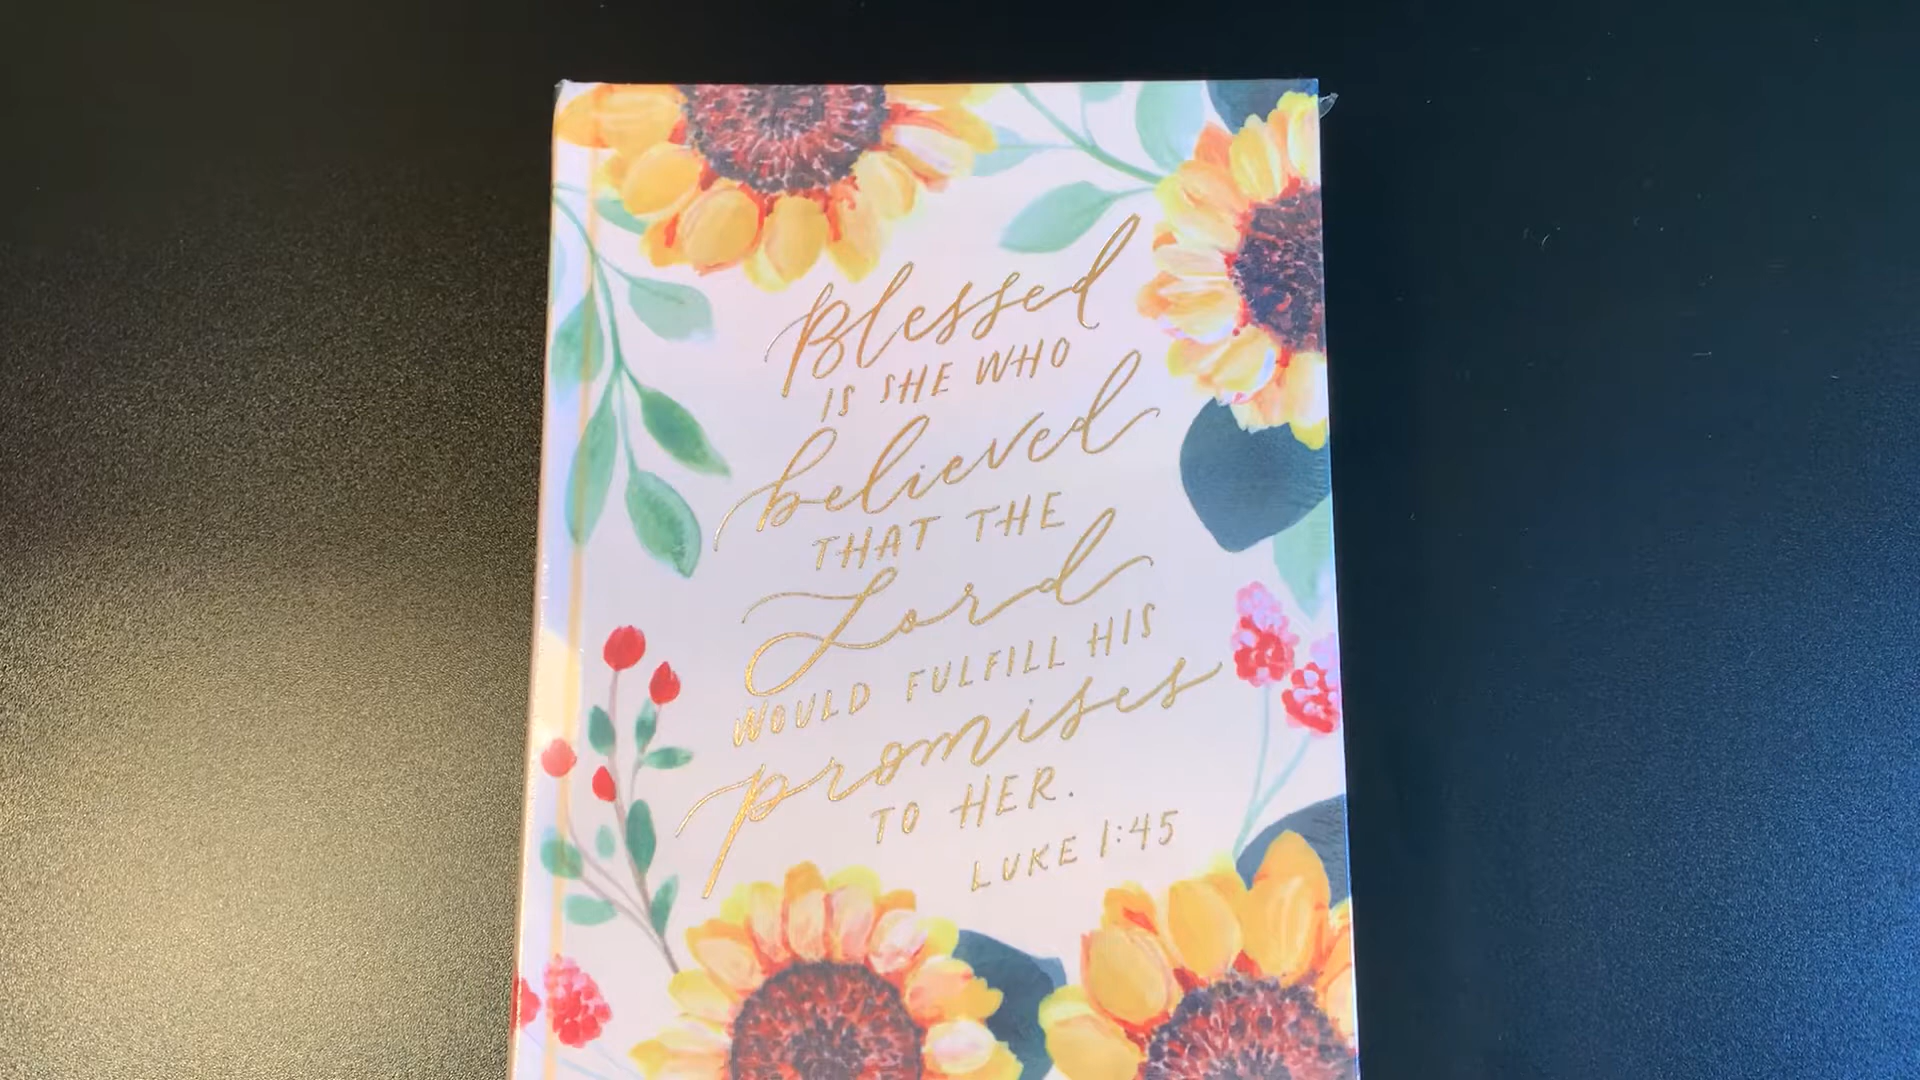 Blessed
IS SHE WHO
believed
THAT THE
Lord
WOULD FULFILL HIS
promises
TO HER.
LUKE 1:45